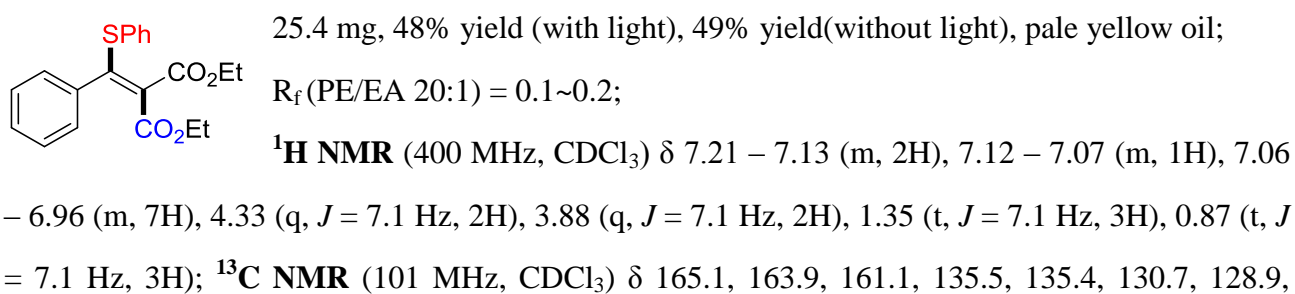 SPh
CO₂Et
CO₂Et
25.4 mg, 48% yield (with light), 49% yield(without light), pale yellow oil;
R_f (PE/EA 20:1) = 0.1~0.2;
¹H NMR (400 MHz, CDCl₃) δ 7.21 – 7.13 (m, 2H), 7.12 – 7.07 (m, 1H), 7.06
– 6.96 (m, 7H), 4.33 (q, J = 7.1 Hz, 2H), 3.88 (q, J = 7.1 Hz, 2H), 1.35 (t, J = 7.1 Hz, 3H), 0.87 (t, J
= 7.1 Hz, 3H); ¹³C NMR (101 MHz, CDCl₃) δ 165.1, 163.9, 161.1, 135.5, 135.4, 130.7, 128.9,